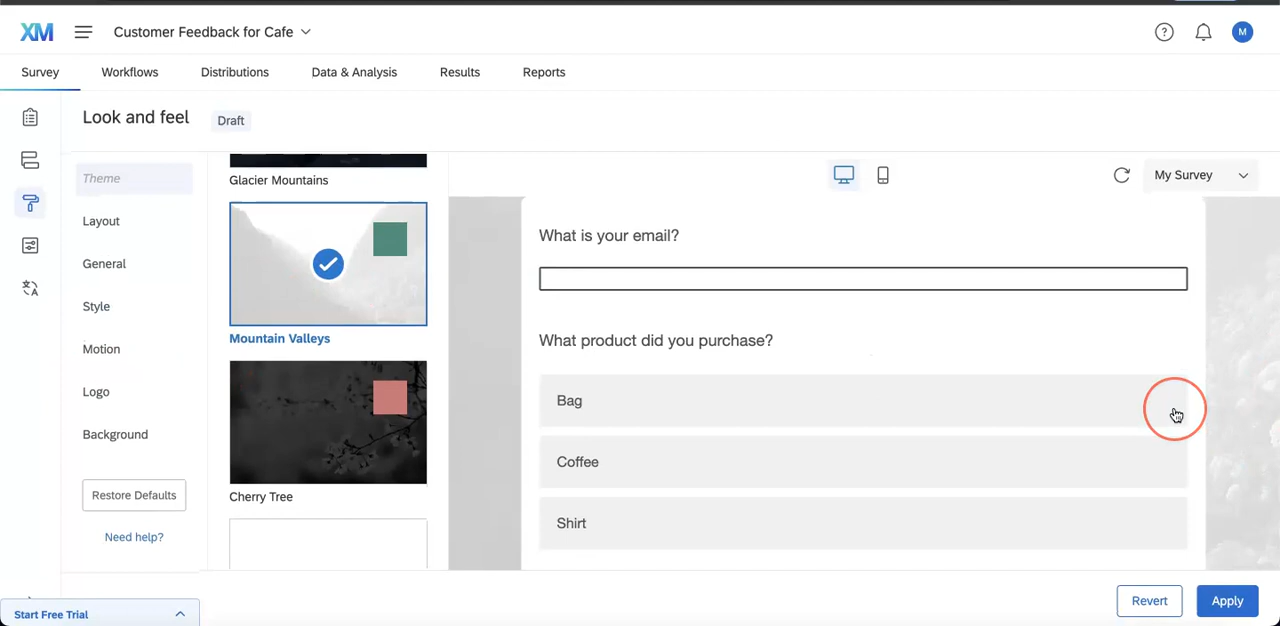 XM Customer Feedback for Cafe M
Survey Workflows Distributions Data & Analysis Results Reports
Look and feel Draft
Theme
Layout
General
Style
Motion
Logo
Background
Restore Defaults
Need help?
Start Free Trial
Glacier Mountains
Mountain Valleys
Cherry Tree
My Survey
What is your email?
What product did you purchase?
Bag
Coffee
Shirt
Revert Apply